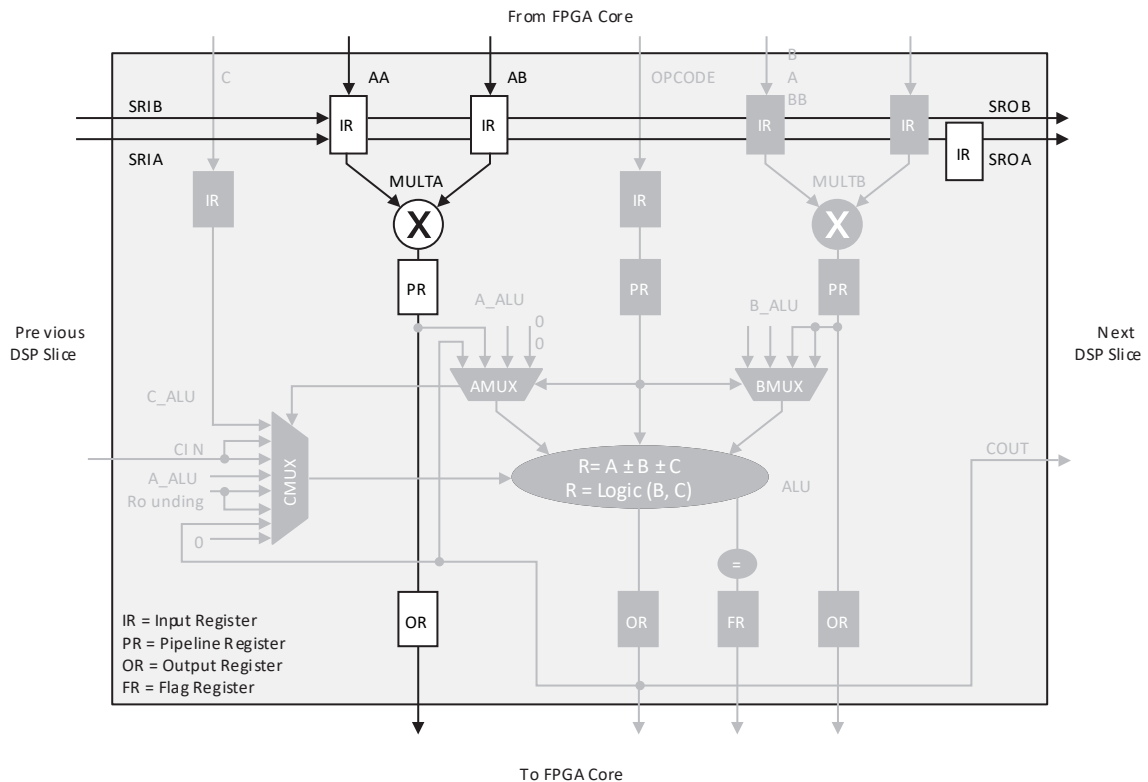 From FPGA Core
C
AA
AB
OPCODE
B
A
BB
SRIB
SROB
IR
IR
IR
IR
IR
SRIA
SROA
MULTA
MULTB
IR
IR
X
X
PR
PR
PR
A_ALU
0
0
B_ALU
Previous
DSP Slice
Next
DSP Slice
AMUX
BMUX
C_ALU
CI N
A_ALU
Ro unding
0
CMUX
R= A ± B ± C
R = Logic (B, C)
ALU
COUT
=
IR = Input Register
PR = Pipeline Register
OR = Output Register
FR = Flag Register
OR
OR
FR
OR
To FPGA Core